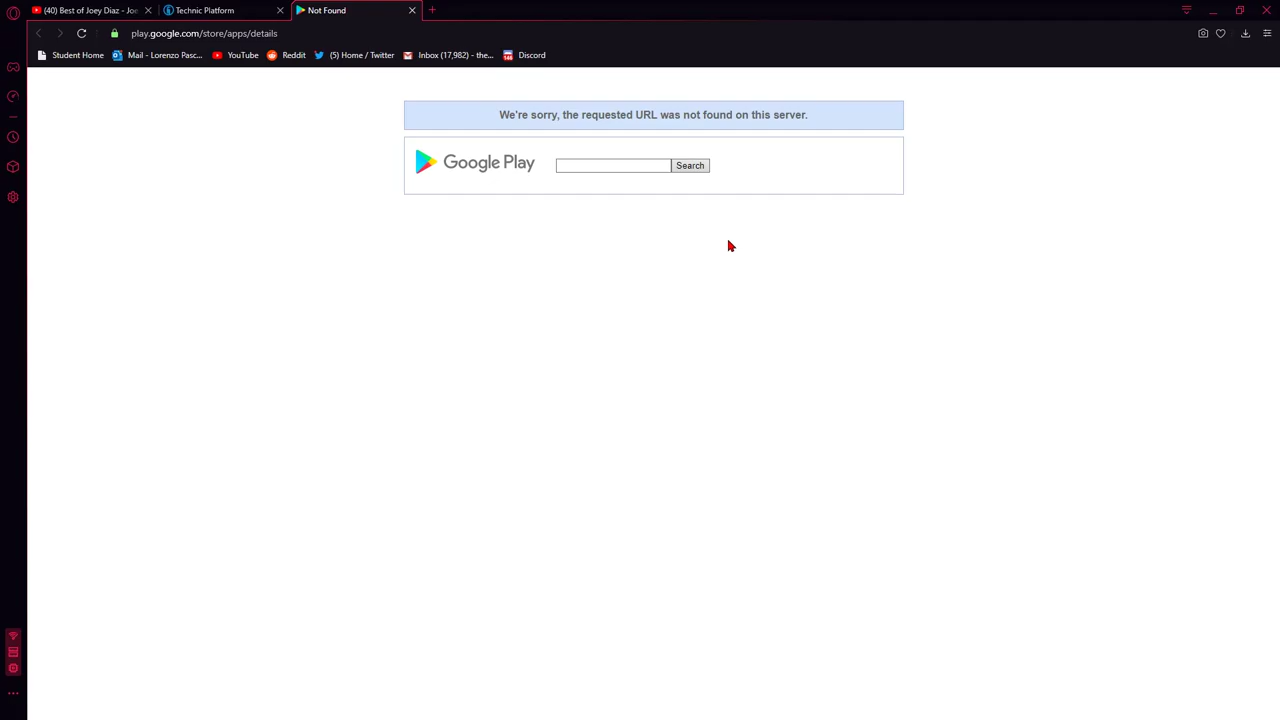 (40) Best of Joey Diaz - Joe
Technic Platform
Not Found
play.google.com/store/apps/details
Student Home
Mail - Lorenzo Pasc...
YouTube
Reddit
(5) Home / Twitter
Inbox (17,982) - the...
146
Discord
We're sorry, the requested URL was not found on this server.
Google Play
Search